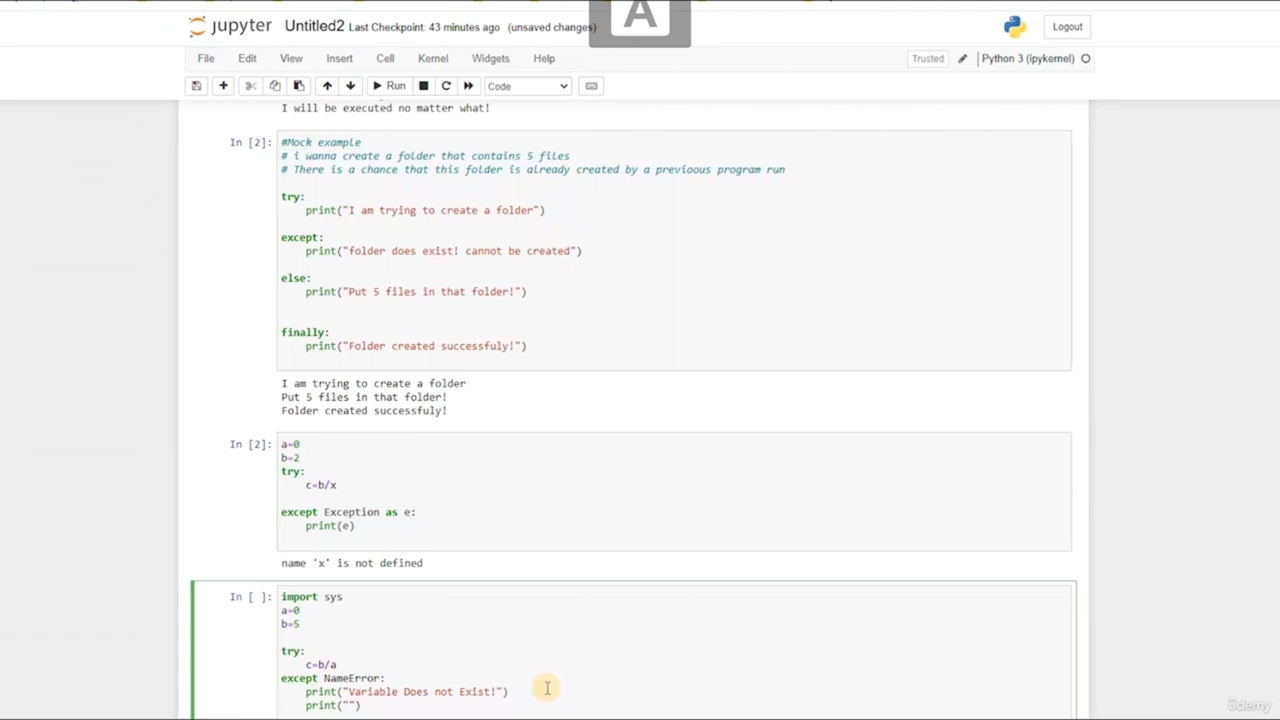 A
jupyter Untitled2 Last Checkpoint: 43 minutes ago (unsaved changes)
Logout
File Edit View Insert Cell Kernel Widgets Help
Trusted Python 3 (ipykernel)
Run Code
I will be executed no matter what!
In [2]:
#Mock example
# i wanna create a folder that contains 5 files
# There is a chance that this folder is already created by a previoous program run
try:
print("I am trying to create a folder")
except:
print("folder does exist! cannot be created")
else:
print("Put 5 files in that folder!")
finally:
print("Folder created successfuly!")
I am trying to create a folder
Put 5 files in that folder!
Folder created successfuly!
In [2]:
a=0
b=2
try:
c=b/x
except Exception as e:
print(e)
name 'x' is not defined
In [ ]:
import sys
a=0
b=5
try:
c=b/a
except NameError:
print("Variable Does not Exist!")
print("")
ûdemy